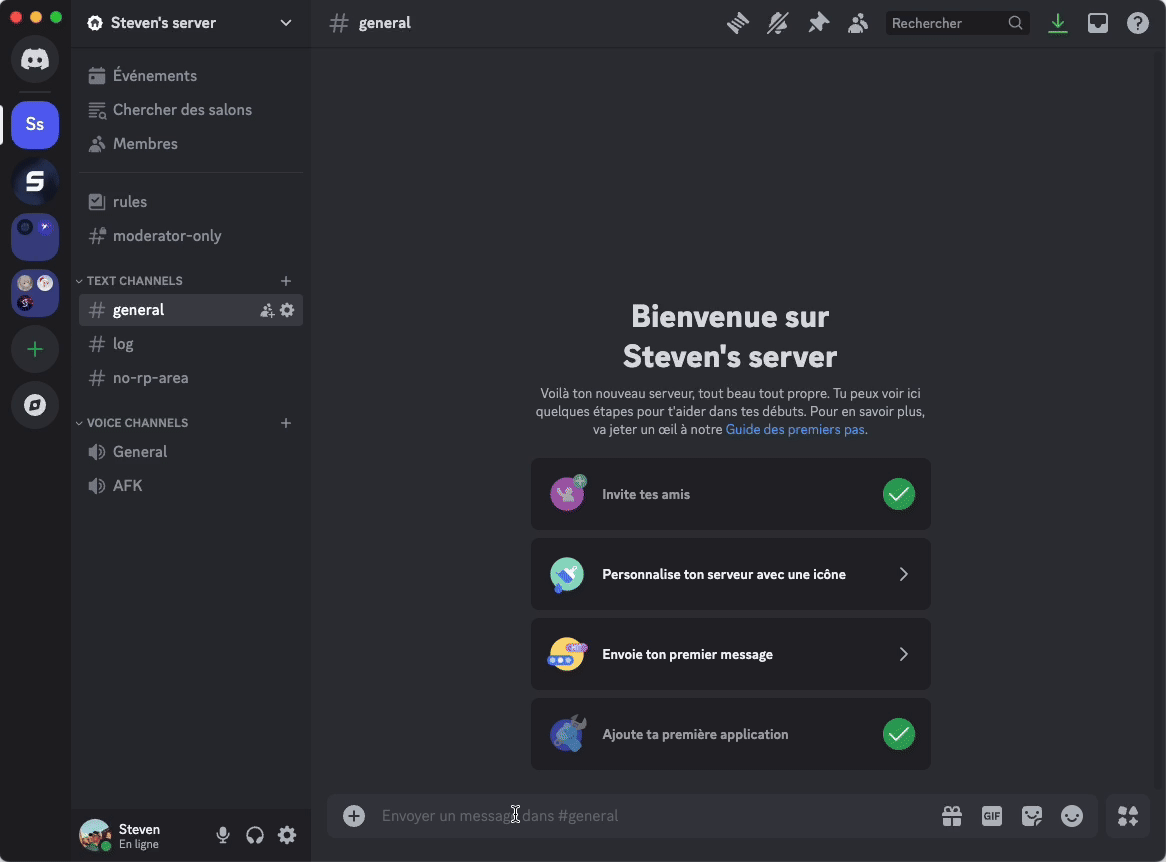 Steven's server
general
Rechercher
Événements
Ss
Chercher des salons
Membres
rules
moderator-only
TEXT CHANNELS
general
log
no-rp-area
VOICE CHANNELS
General
AFK
Bienvenue sur
Steven's server
Voilà ton nouveau serveur, tout beau tout propre. Tu peux voir ici
quelques étapes pour t'aider dans tes débuts. Pour en savoir plus,
va jeter un œil à notre Guide des premiers pas.
Invite tes amis
Personnalise ton serveur avec une icône
Envoie ton premier message
Ajoute ta première application
Envoyer un message dans #general
GIF
Steven
En ligne